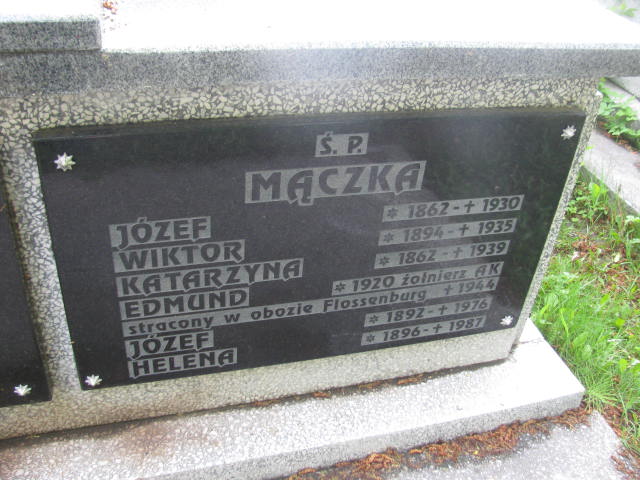 Ś. P.
MĄCZKA
JÓZEF * 1862 - † 1930
WIKTOR * 1894 - † 1935
KATARZYNA * 1862 - † 1939
EDMUND * 1920 żołnierz AK
stracony w obozie Flossenburg † 1944
JÓZEF * 1892 - † 1976
HELENA * 1896 - † 1987